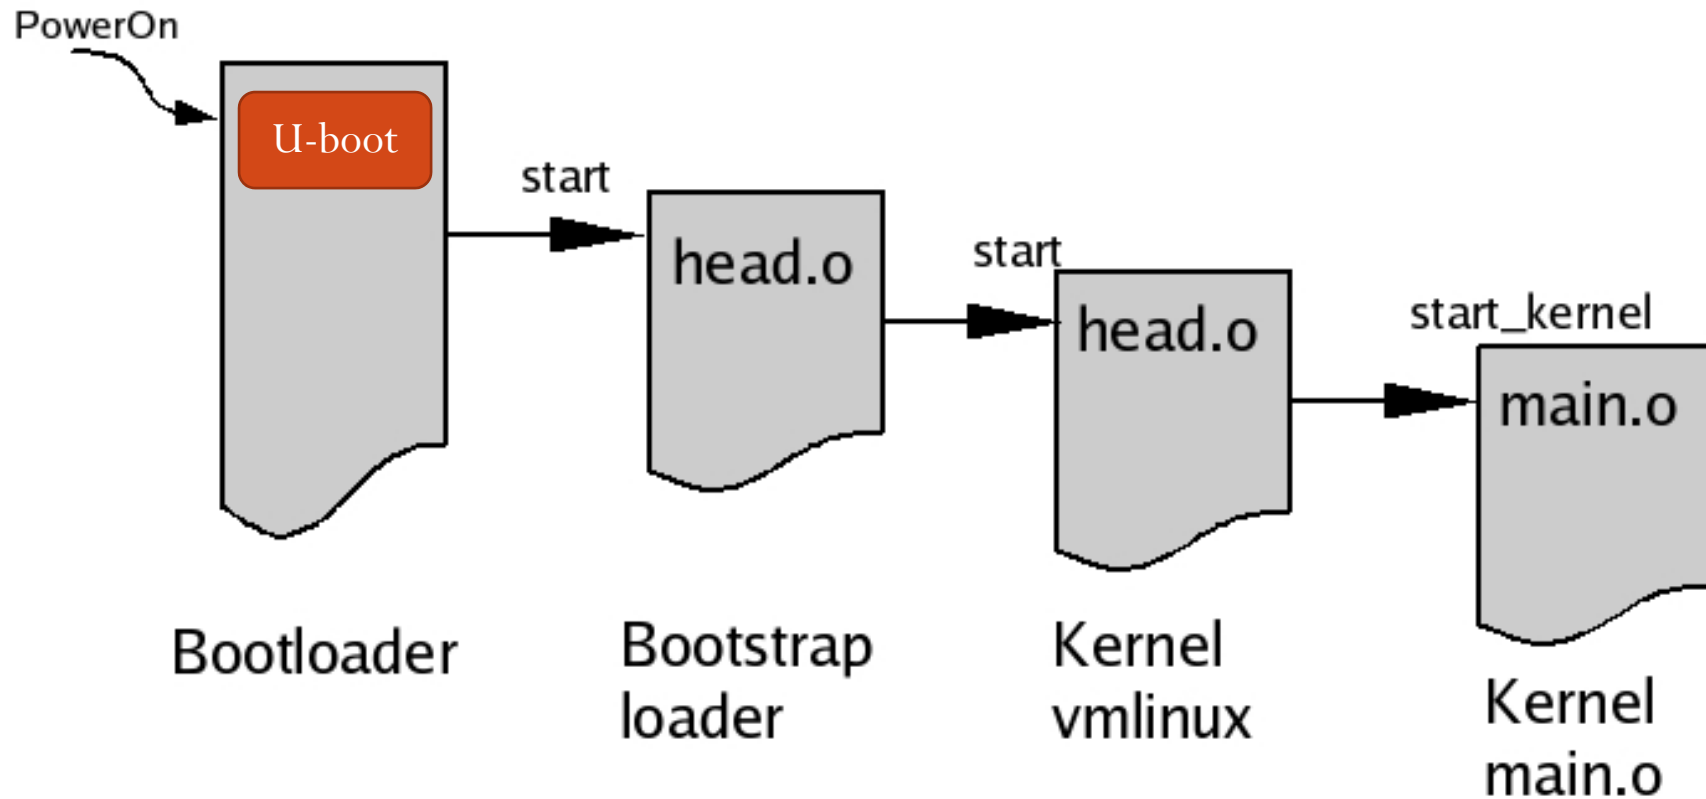 PowerOn
U-boot
start
head.o
start
head.o
start_kernel
main.o
Bootloader
Bootstrap
loader
Kernel
vmlinux
Kernel
main.o